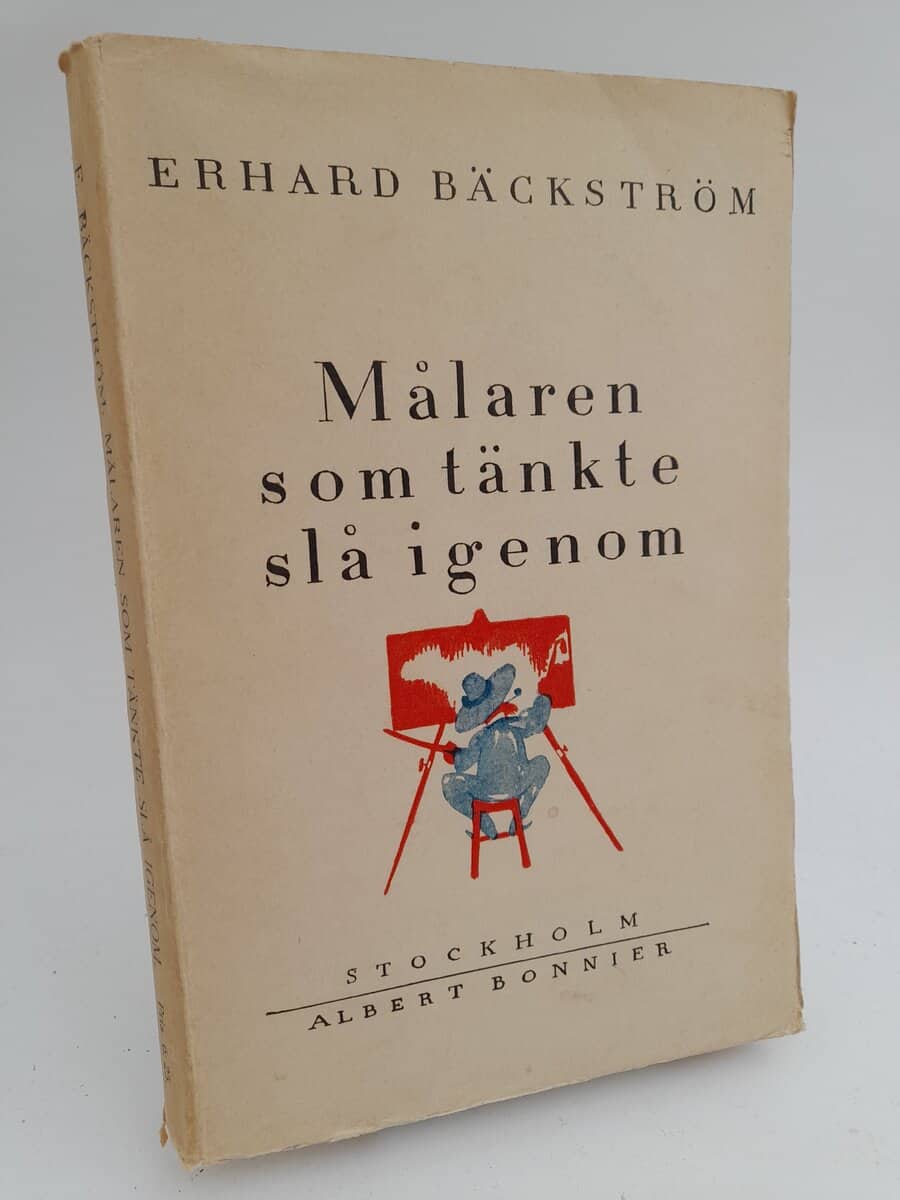 ERHARD BÄCKSTRÖM
Målaren
som tänkte
slå igenom
STOCKHOLM
ALBERT BONNIER
E. BÄCKSTRÖM MÅLAREN SOM TÄNKTE SLÅ IGENOM